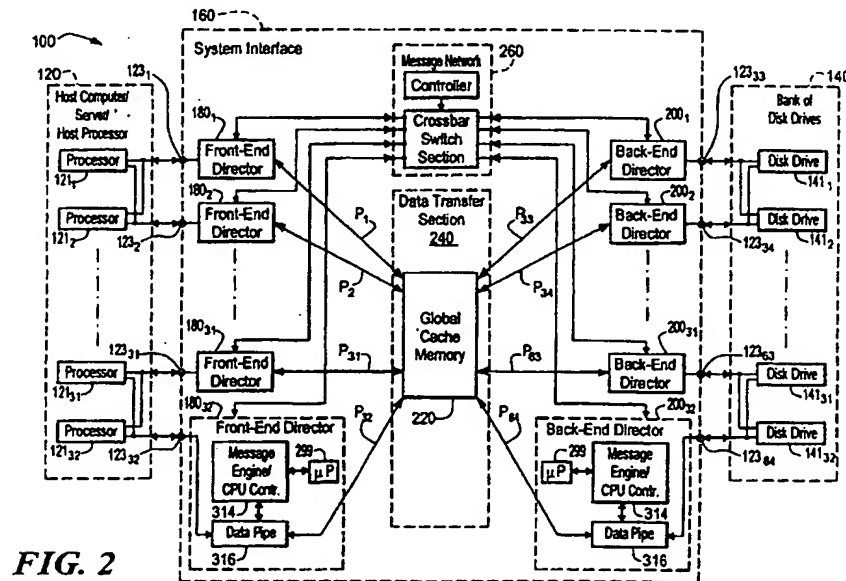 100
160
System Interface
260
Message Network
Controller
Crossbar
Switch
Section
120
123₁
Host Computer/
Server/
Host Processor
180₁
200₁
123₃₃
140
Bank of
Disk Drives
Processor
121₁
Front-End
Director
Back-End
Director
Disk Drive
141₁
180₂
200₂
Processor
121₂
123₂
Front-End
Director
P₁
P₂
Data Transfer
Section
240
P₃₃
P₃₄
Back-End
Director
123₃₄
Disk Drive
141₂
Global
Cache
Memory
220
123₃₁
180₃₁
P₃₁
P₆₃
200₃₁
123₆₃
Processor
121₃₁
Front-End
Director
Back-End
Director
Disk Drive
141₃₁
180₃₂
P₃₂
200₃₂
Processor
121₃₂
123₃₂
Front-End Director
Message
Engine/
CPU Contr.
314
299
μP
Data Pipe
316
Back-End Director
299
μP
Message
Engine/
CPU Contr.
314
Data Pipe
316
Disk Drive
141₃₂
FIG. 2